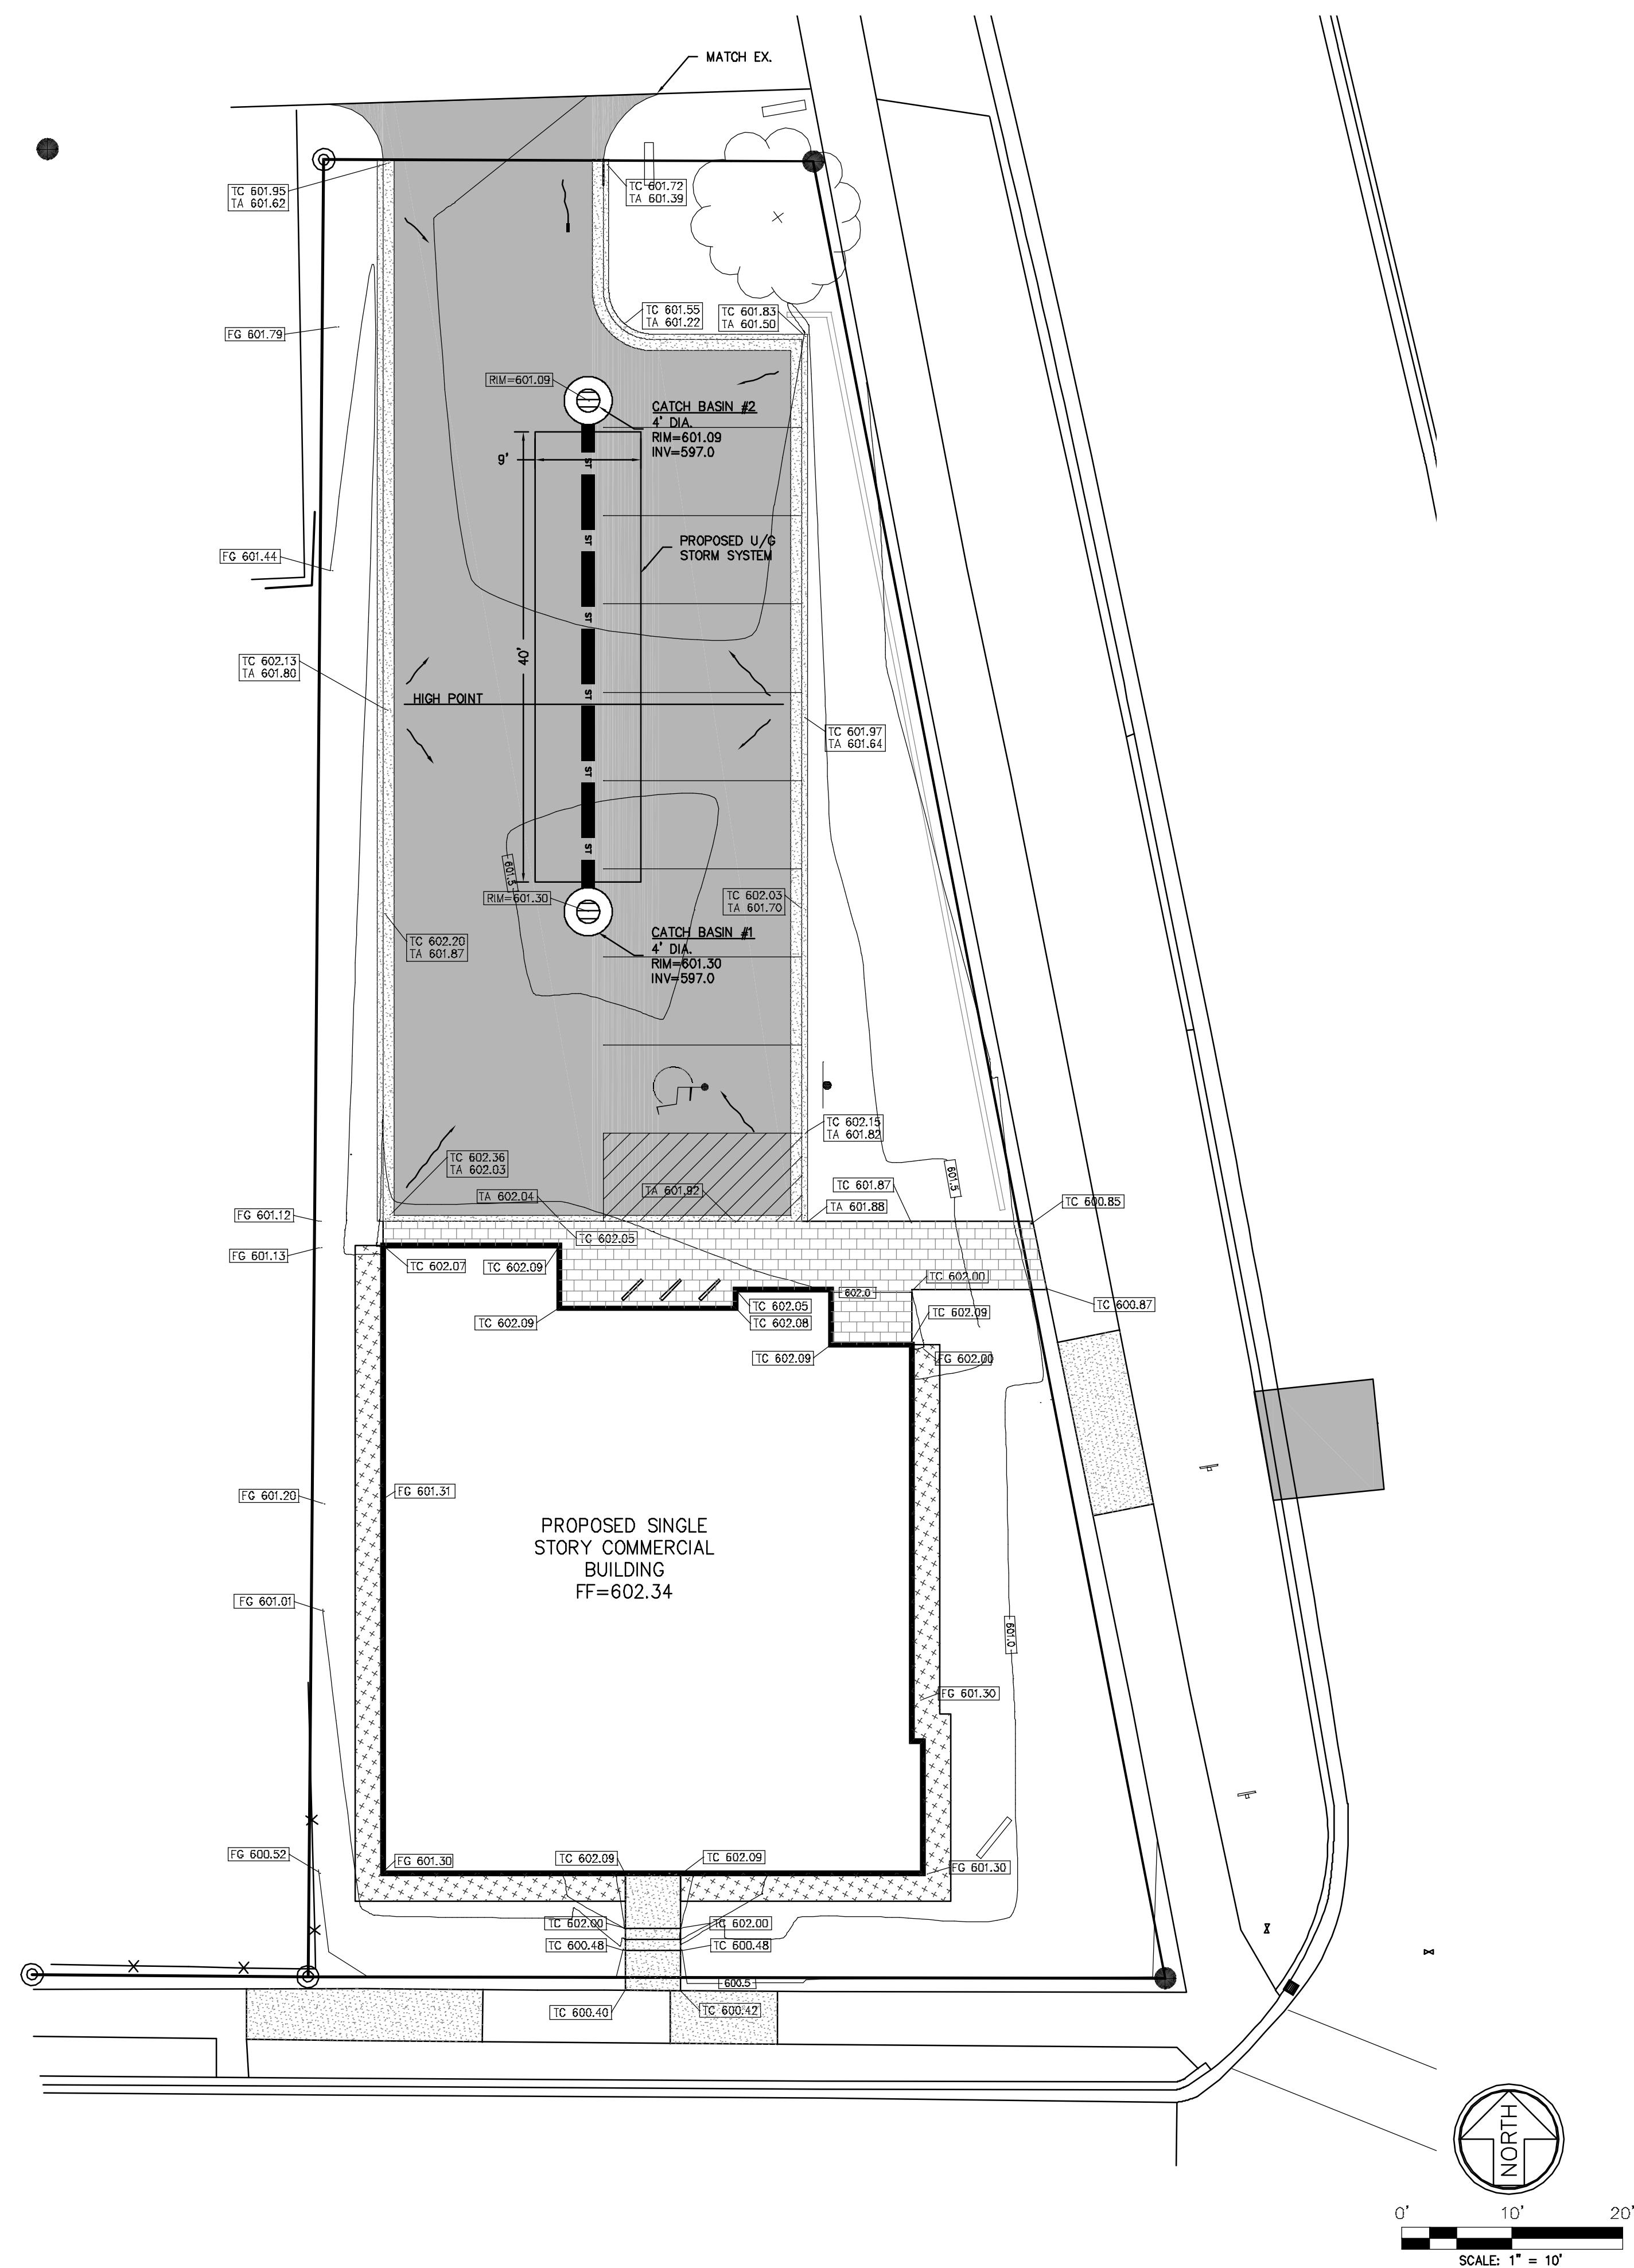 MATCH EX.
TC 601.95
TA 601.62
TC 601.72
TA 601.39
FG 601.79
TC 601.55
TA 601.22
TC 601.83
TA 601.50
RIM=601.09
CATCH BASIN #2
4' DIA.
RIM=601.09
INV=597.0
9'
ST
PROPOSED U/G
STORM SYSTEM
ST
FG 601.44
ST
40'
TC 602.13
TA 601.80
HIGH POINT
ST
TC 601.97
TA 601.64
ST
ST
601.5
RIM=601.30
TC 602.03
TA 601.70
CATCH BASIN #1
4' DIA.
RIM=601.30
INV=597.0
TC 602.20
TA 601.87
TC 602.15
TA 601.82
TC 602.36
TA 602.03
601.5
TA 602.04
TA 601.92
TC 601.87
TC 600.85
TA 601.88
FG 601.12
FG 601.13
TC 602.05
TC 602.07
TC 602.09
TC 602.00
602.0
TC 602.05
TC 602.08
TC 602.09
TC 600.87
TC 602.09
TC 602.09
FG 602.00
FG 601.20
FG 601.31
PROPOSED SINGLE
STORY COMMERCIAL
BUILDING
FF=602.34
FG 601.01
601.0
FG 601.30
FG 600.52
FG 601.30
TC 602.09
TC 602.09
FG 601.30
TC 602.00
TC 602.00
TC 600.48
TC 600.48
600.5
TC 600.40
TC 600.42
NORTH
0' 10' 20'
SCALE: 1" = 10'